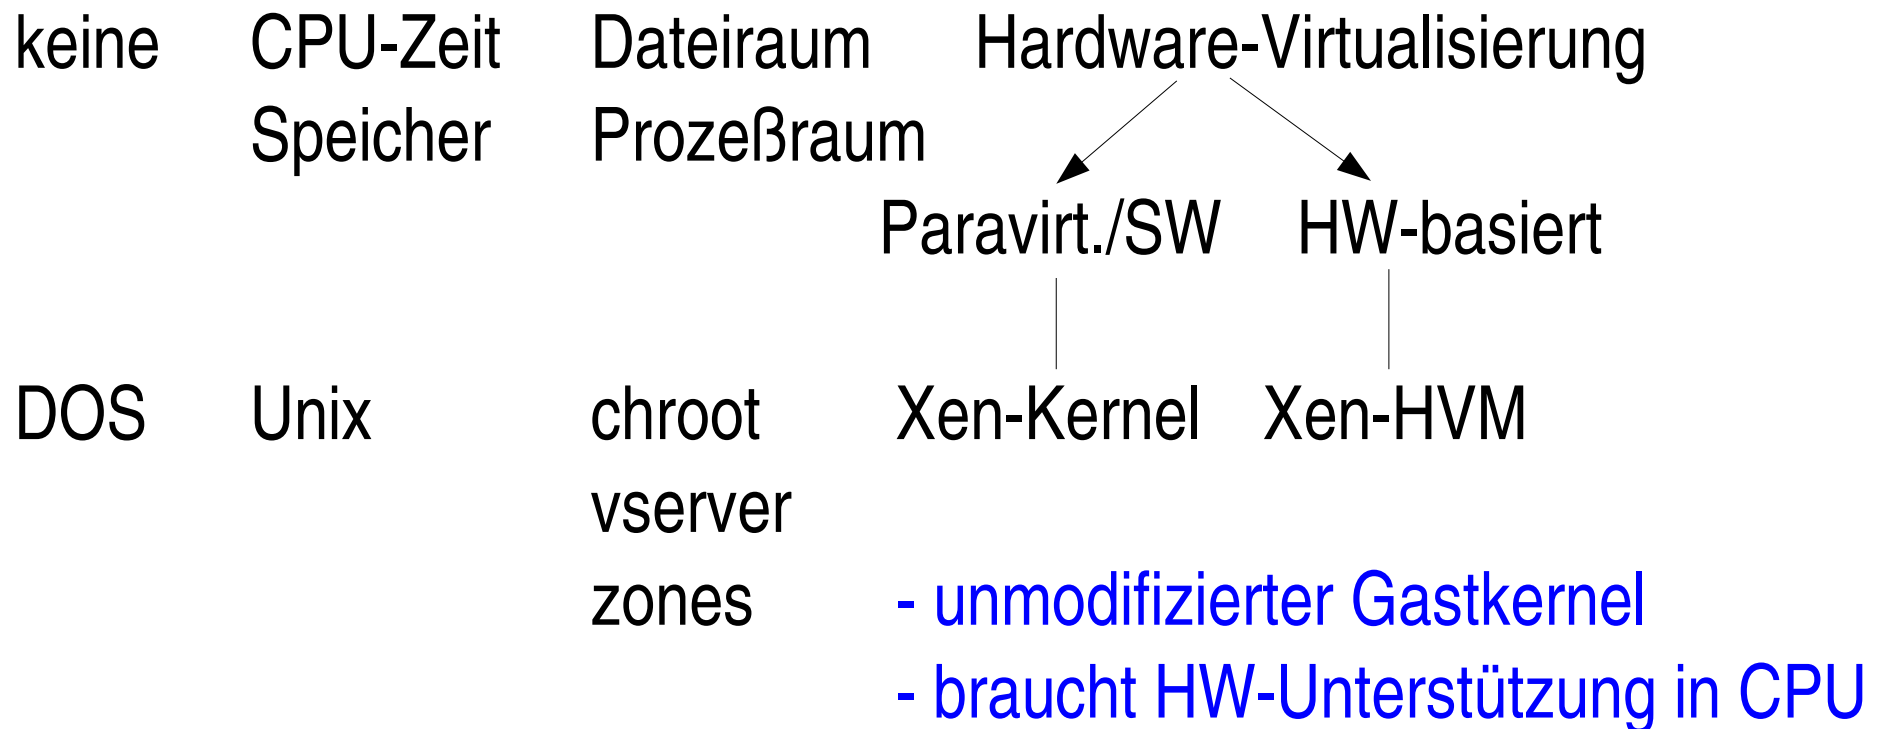 keine CPU-Zeit Dateiraum Hardware-Virtualisierung
Speicher Prozeßraum
Paravirt./SW HW-basiert
DOS Unix chroot Xen-Kernel Xen-HVM
vserver
zones - unmodifizierter Gastkernel
- braucht HW-Unterstützung in CPU